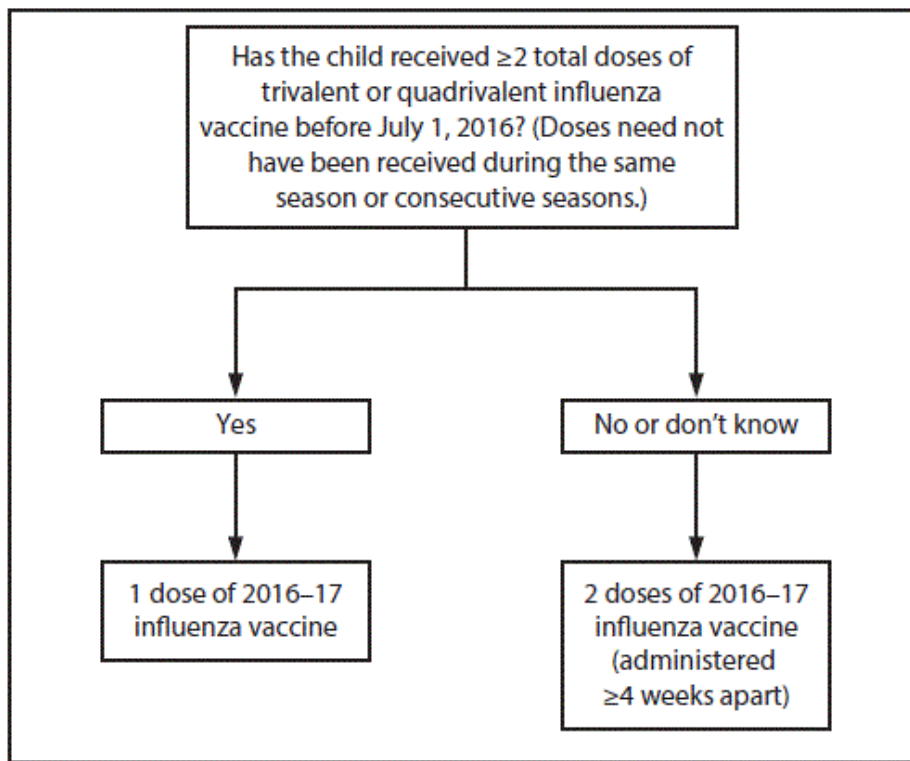 Has the child received ≥2 total doses of
trivalent or quadrivalent influenza
vaccine before July 1, 2016? (Doses need not
have been received during the same
season or consecutive seasons.)
Yes
No or don’t know
1 dose of 2016–17
influenza vaccine
2 doses of 2016–17
influenza vaccine
(administered
≥4 weeks apart)